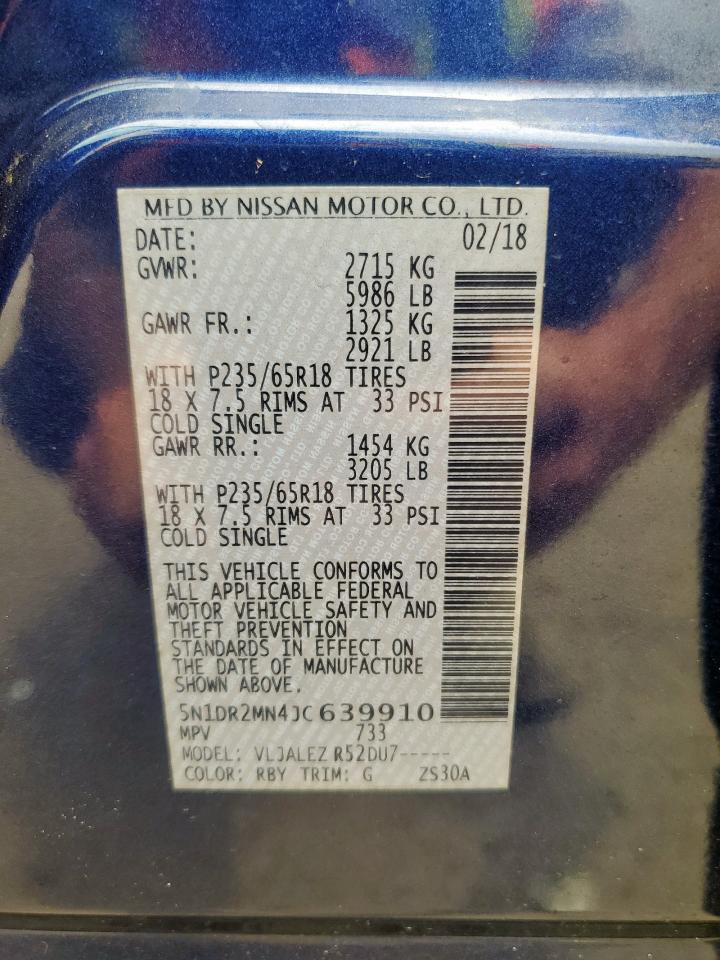 MFD BY NISSAN MOTOR CO., LTD.
DATE: 02/18
GVWR: 2715 KG
5986 LB
GAWR FR.: 1325 KG
2921 LB
WITH P235/65R18 TIRES
18 X 7.5 RIMS AT 33 PSI
COLD SINGLE
GAWR RR.: 1454 KG
3205 LB
WITH P235/65R18 TIRES
18 X 7.5 RIMS AT 33 PSI
COLD SINGLE
THIS VEHICLE CONFORMS TO
ALL APPLICABLE FEDERAL
MOTOR VEHICLE SAFETY AND
THEFT PREVENTION
STANDARDS IN EFFECT ON
THE DATE OF MANUFACTURE
SHOWN ABOVE.
5N1DR2MN4JC639910
MPV 733
MODEL: VLJALEZ R52DU7-----
COLOR: RBY TRIM: G ZS30A